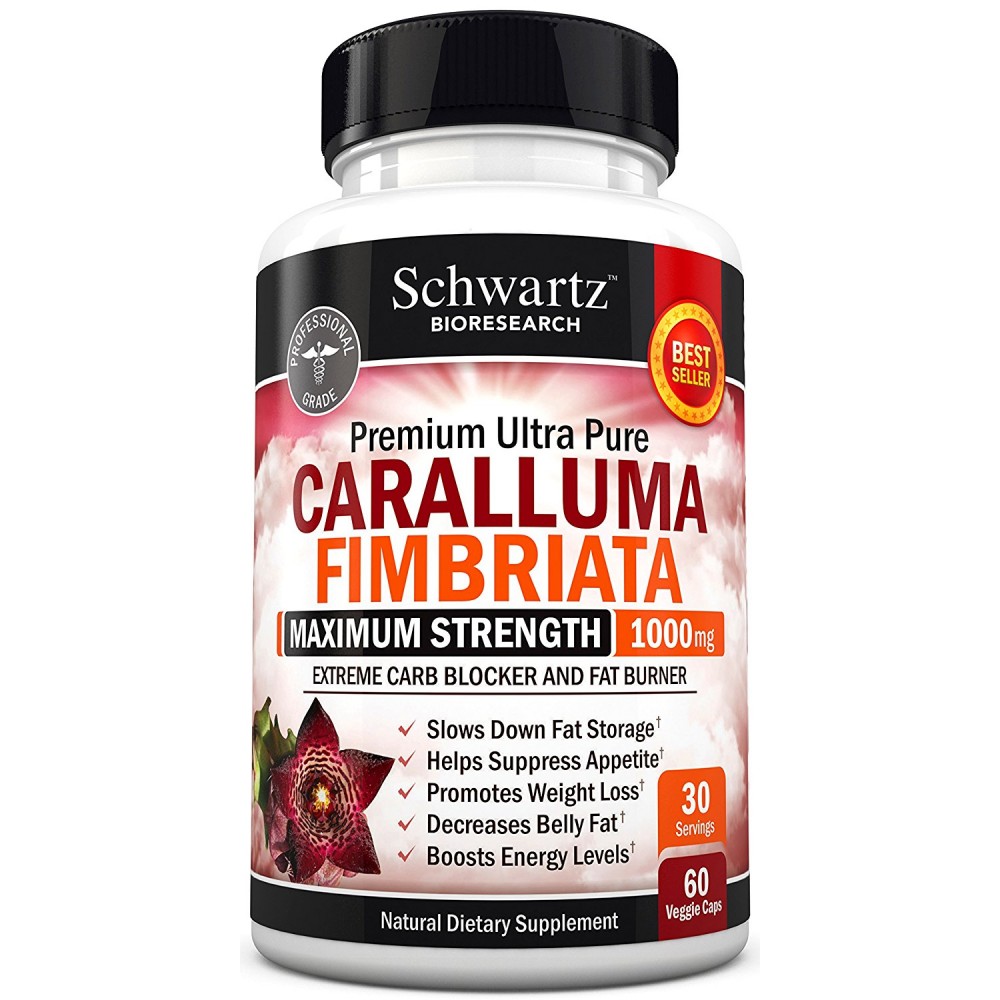 Schwartz™
BIORESEARCH
PROFESSIONAL
GRADE
BEST
SELLER
Premium Ultra Pure
CARALLUMA
FIMBRIATA
MAXIMUM STRENGTH 1000mg
EXTREME CARB BLOCKER AND FAT BURNER
✓ Slows Down Fat Storage†
✓ Helps Suppress Appetite†
✓ Promotes Weight Loss†
✓ Decreases Belly Fat†
✓ Boosts Energy Levels†
30
Servings
60
Veggie Caps
Natural Dietary Supplement